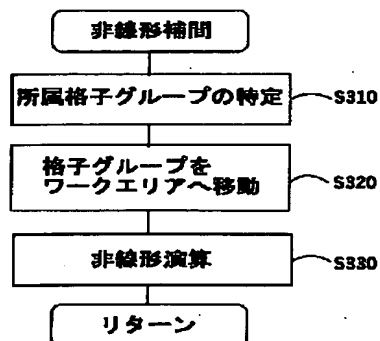 非線形補間
所属格子グループの特定
S310
格子グループを
ワークエリアへ移動
S320
非線形演算
S330
リターン